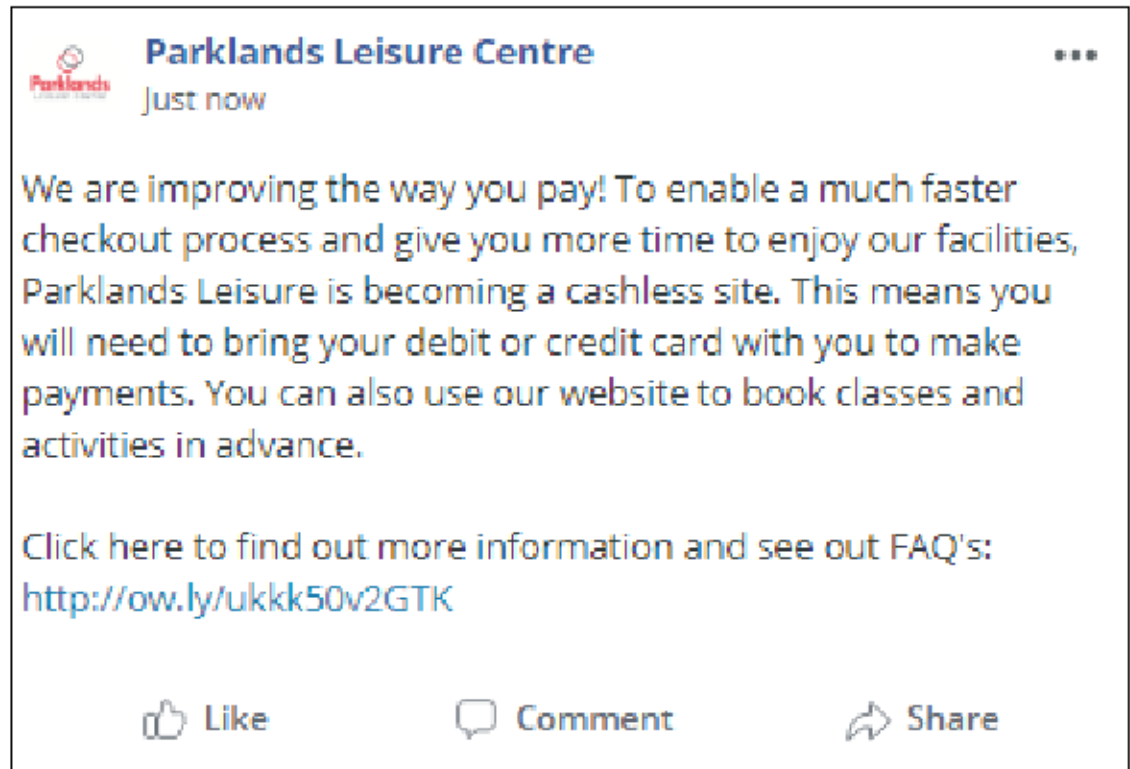 Parklands Leisure Centre
Parklands
Just now
We are improving the way you pay! To enable a much faster
checkout process and give you more time to enjoy our facilities,
Parklands Leisure is becoming a cashless site. This means you
will need to bring your debit or credit card with you to make
payments. You can also use our website to book classes and
activities in advance.
Click here to find out more information and see out FAQ's:
http://ow.ly/ukkk50v2GTK
Like Comment Share